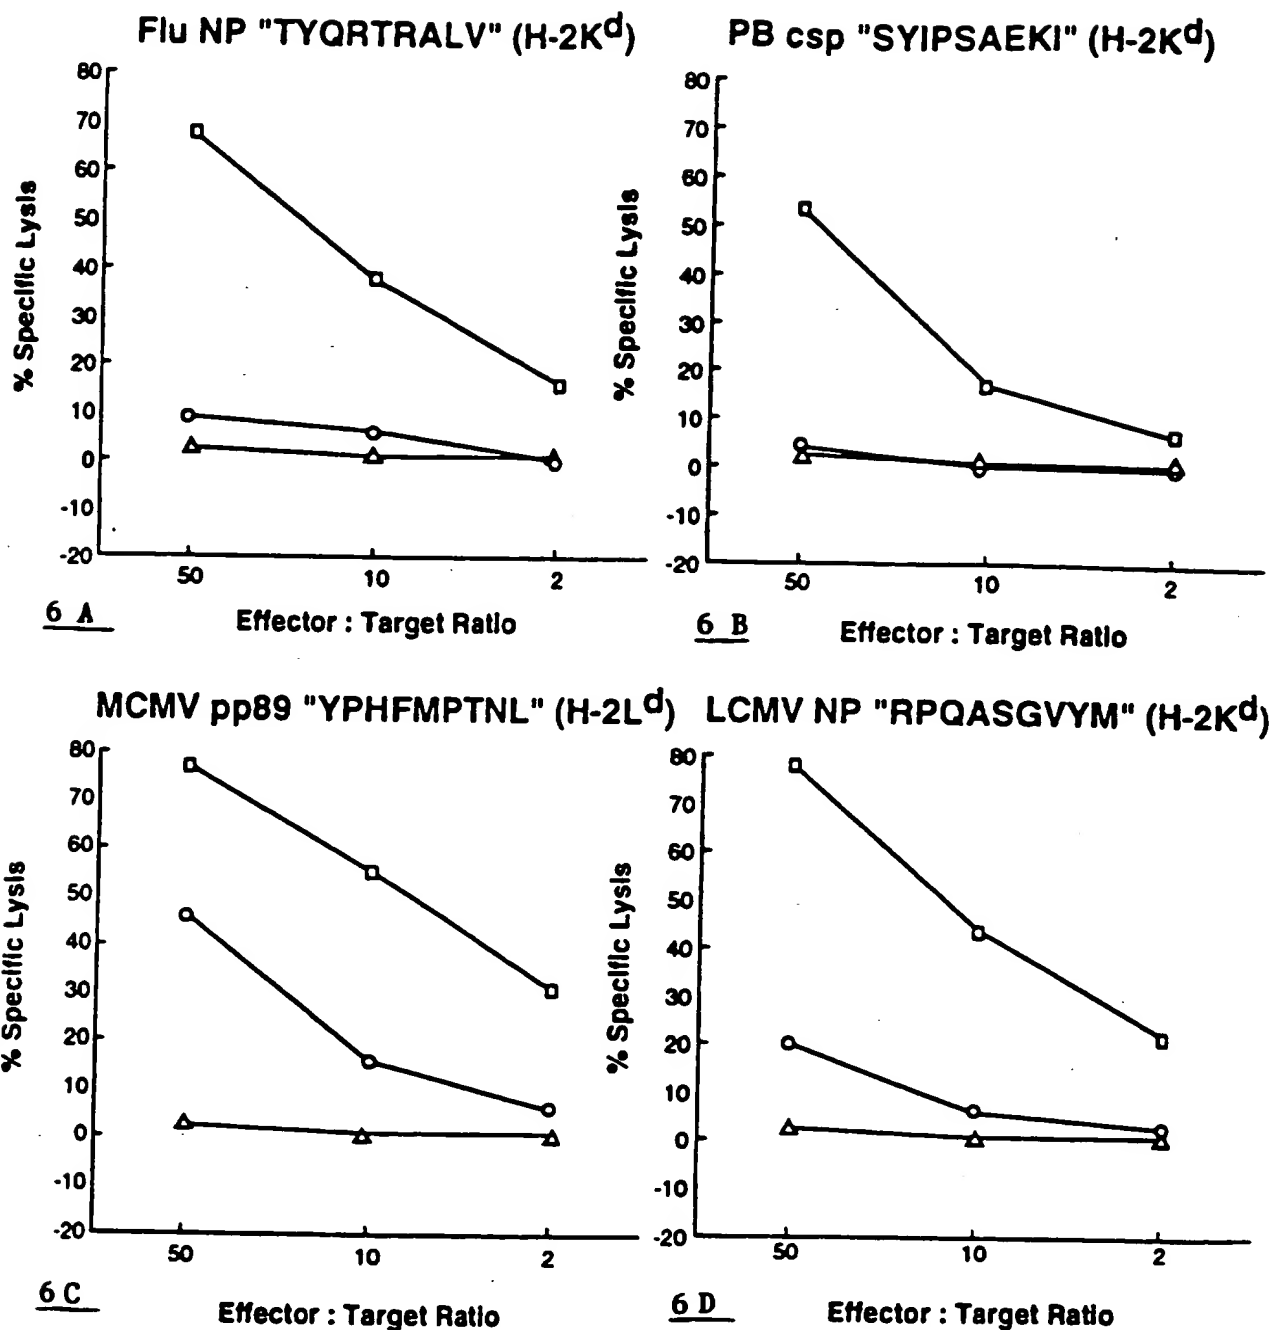 Flu NP "TYQRTRALV" (H-2Kd)
80
70
60
50
40
30
20
10
0
-10
-20
% Specific Lysis
50 10 2
6 A
Effector : Target Ratio
PB csp "SYIPSAEKI" (H-2Kd)
80
70
60
50
40
30
20
10
0
-10
-20
% Specific Lysis
50 10 2
6 B
Effector : Target Ratio
MCMV pp89 "YPHFMPTNL" (H-2Ld)
80
70
60
50
40
30
20
10
0
-10
-20
% Specific Lysis
50 10 2
6 C
Effector : Target Ratio
LCMV NP "RPQASGVYM" (H-2Kd)
80
70
60
50
40
30
20
10
0
-10
-20
% Specific Lysis
50 10 2
6 D
Effector : Target Ratio